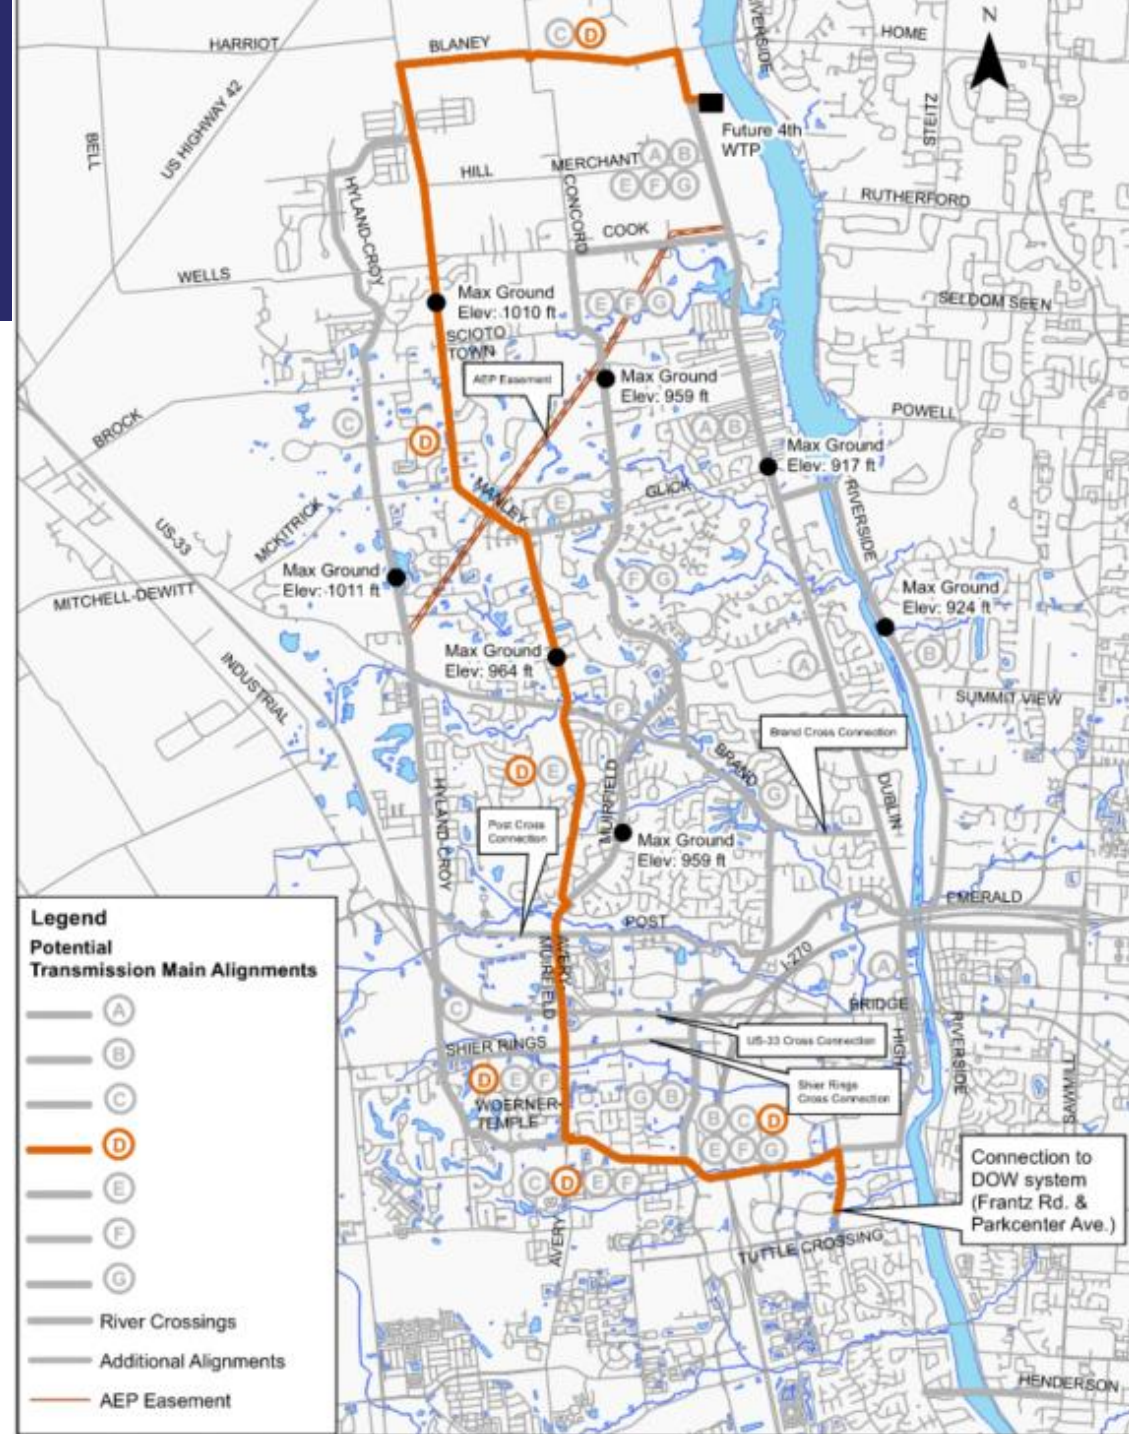 HARRIOT
BLANEY
C D
RIVERSIDE
HOME
N
BELL
US HIGHWAY 42
STEITZ
Future 4th
WTP
HILL
MERCHANT A B
E F G
HYLAND-CROY
CONCORD
RUTHERFORD
COOK
WELLS
Max Ground
Elev: 1010 ft
E F G
SELDOM SEEN
SCIOTO
TOWN
AEP Easement
Max Ground
Elev: 959 ft
BROCK
C
D
A B
POWELL
Max Ground
Elev: 917 ft
MANLEY
GLICK
E
RIVERSIDE
US-33
MCKITRICK
Max Ground
Elev: 1011 ft
MITCHELL-DEWITT
F G
Max Ground
Elev: 924 ft
INDUSTRIAL
Max Ground
Elev: 964 ft
A
B
F
SUMMIT VIEW
Brand Cross Connection
BRAND
D E
G
HYLAND-CROY
MUIRFIELD
DUBLIN
Post Cross
Connection
Max Ground
Elev: 959 ft
EMERALD
POST
AVERY
MUIRFIELD
I-270
A
C
BRIDGE
US-33 Cross Connection
SHIER RINGS
HIGH
RIVERSIDE
SAWMILL
Shier Rings
Cross Connection
D E F
G B
WOERNER-
TEMPLE
B C D
E F G
C D E F
Connection to
DOW system
(Frantz Rd. &
Parkcenter Ave.)
AVERY
TUTTLE CROSSING
HENDERSON
Legend
Potential
Transmission Main Alignments
A
B
C
D
E
F
G
River Crossings
Additional Alignments
AEP Easement